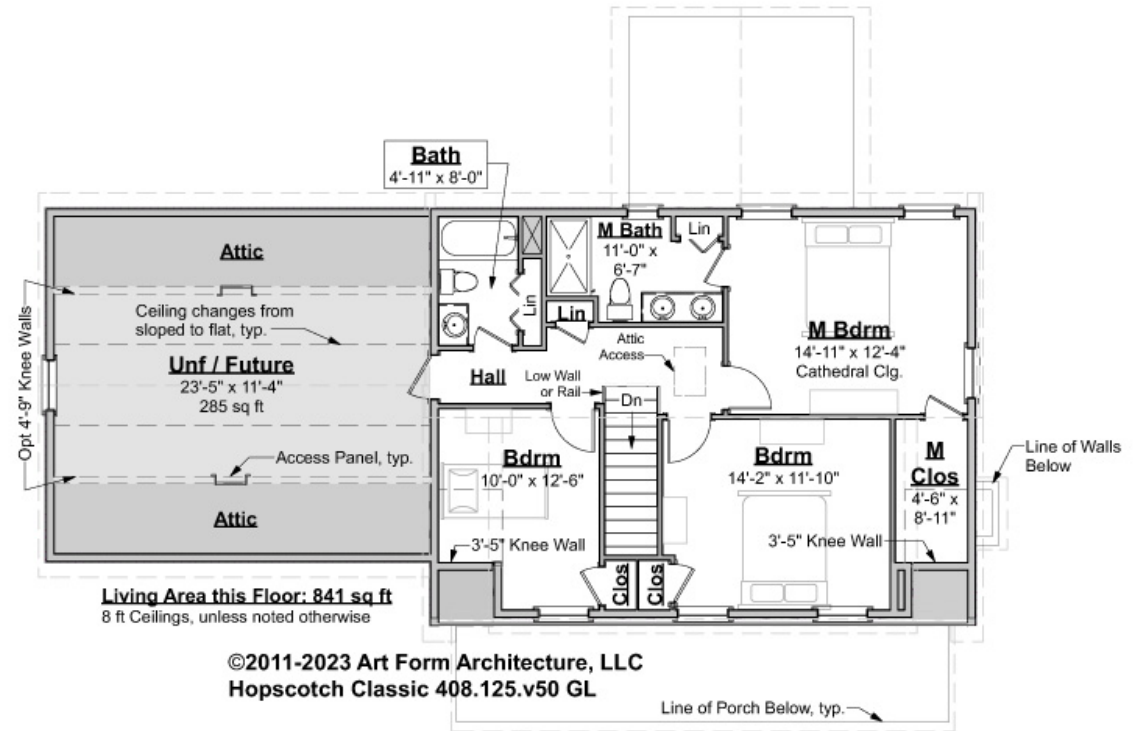 Bath
4'-11" x 8'-0"
Attic
M Bath
11'-0" x
6'-7"
Lin
Ceiling changes from
sloped to flat, typ.
Lin
Lin
Opt 4'-9" Knee Walls
Unf / Future
23'-5" x 11'-4"
285 sq ft
Attic
Access
M Bdrm
14'-11" x 12'-4"
Cathedral Clg.
Hall
Low Wall
or Rail
Dn
Access Panel, typ.
Bdrm
10'-0" x 12'-6"
Bdrm
14'-2" x 11'-10"
M
Clos
4'-6" x
8'-11"
Line of Walls
Below
Attic
3'-5" Knee Wall
3'-5" Knee Wall
Clos
Clos
Living Area this Floor: 841 sq ft
8 ft Ceilings, unless noted otherwise
©2011-2023 Art Form Architecture, LLC
Hopscotch Classic 408.125.v50 GL
Line of Porch Below, typ.